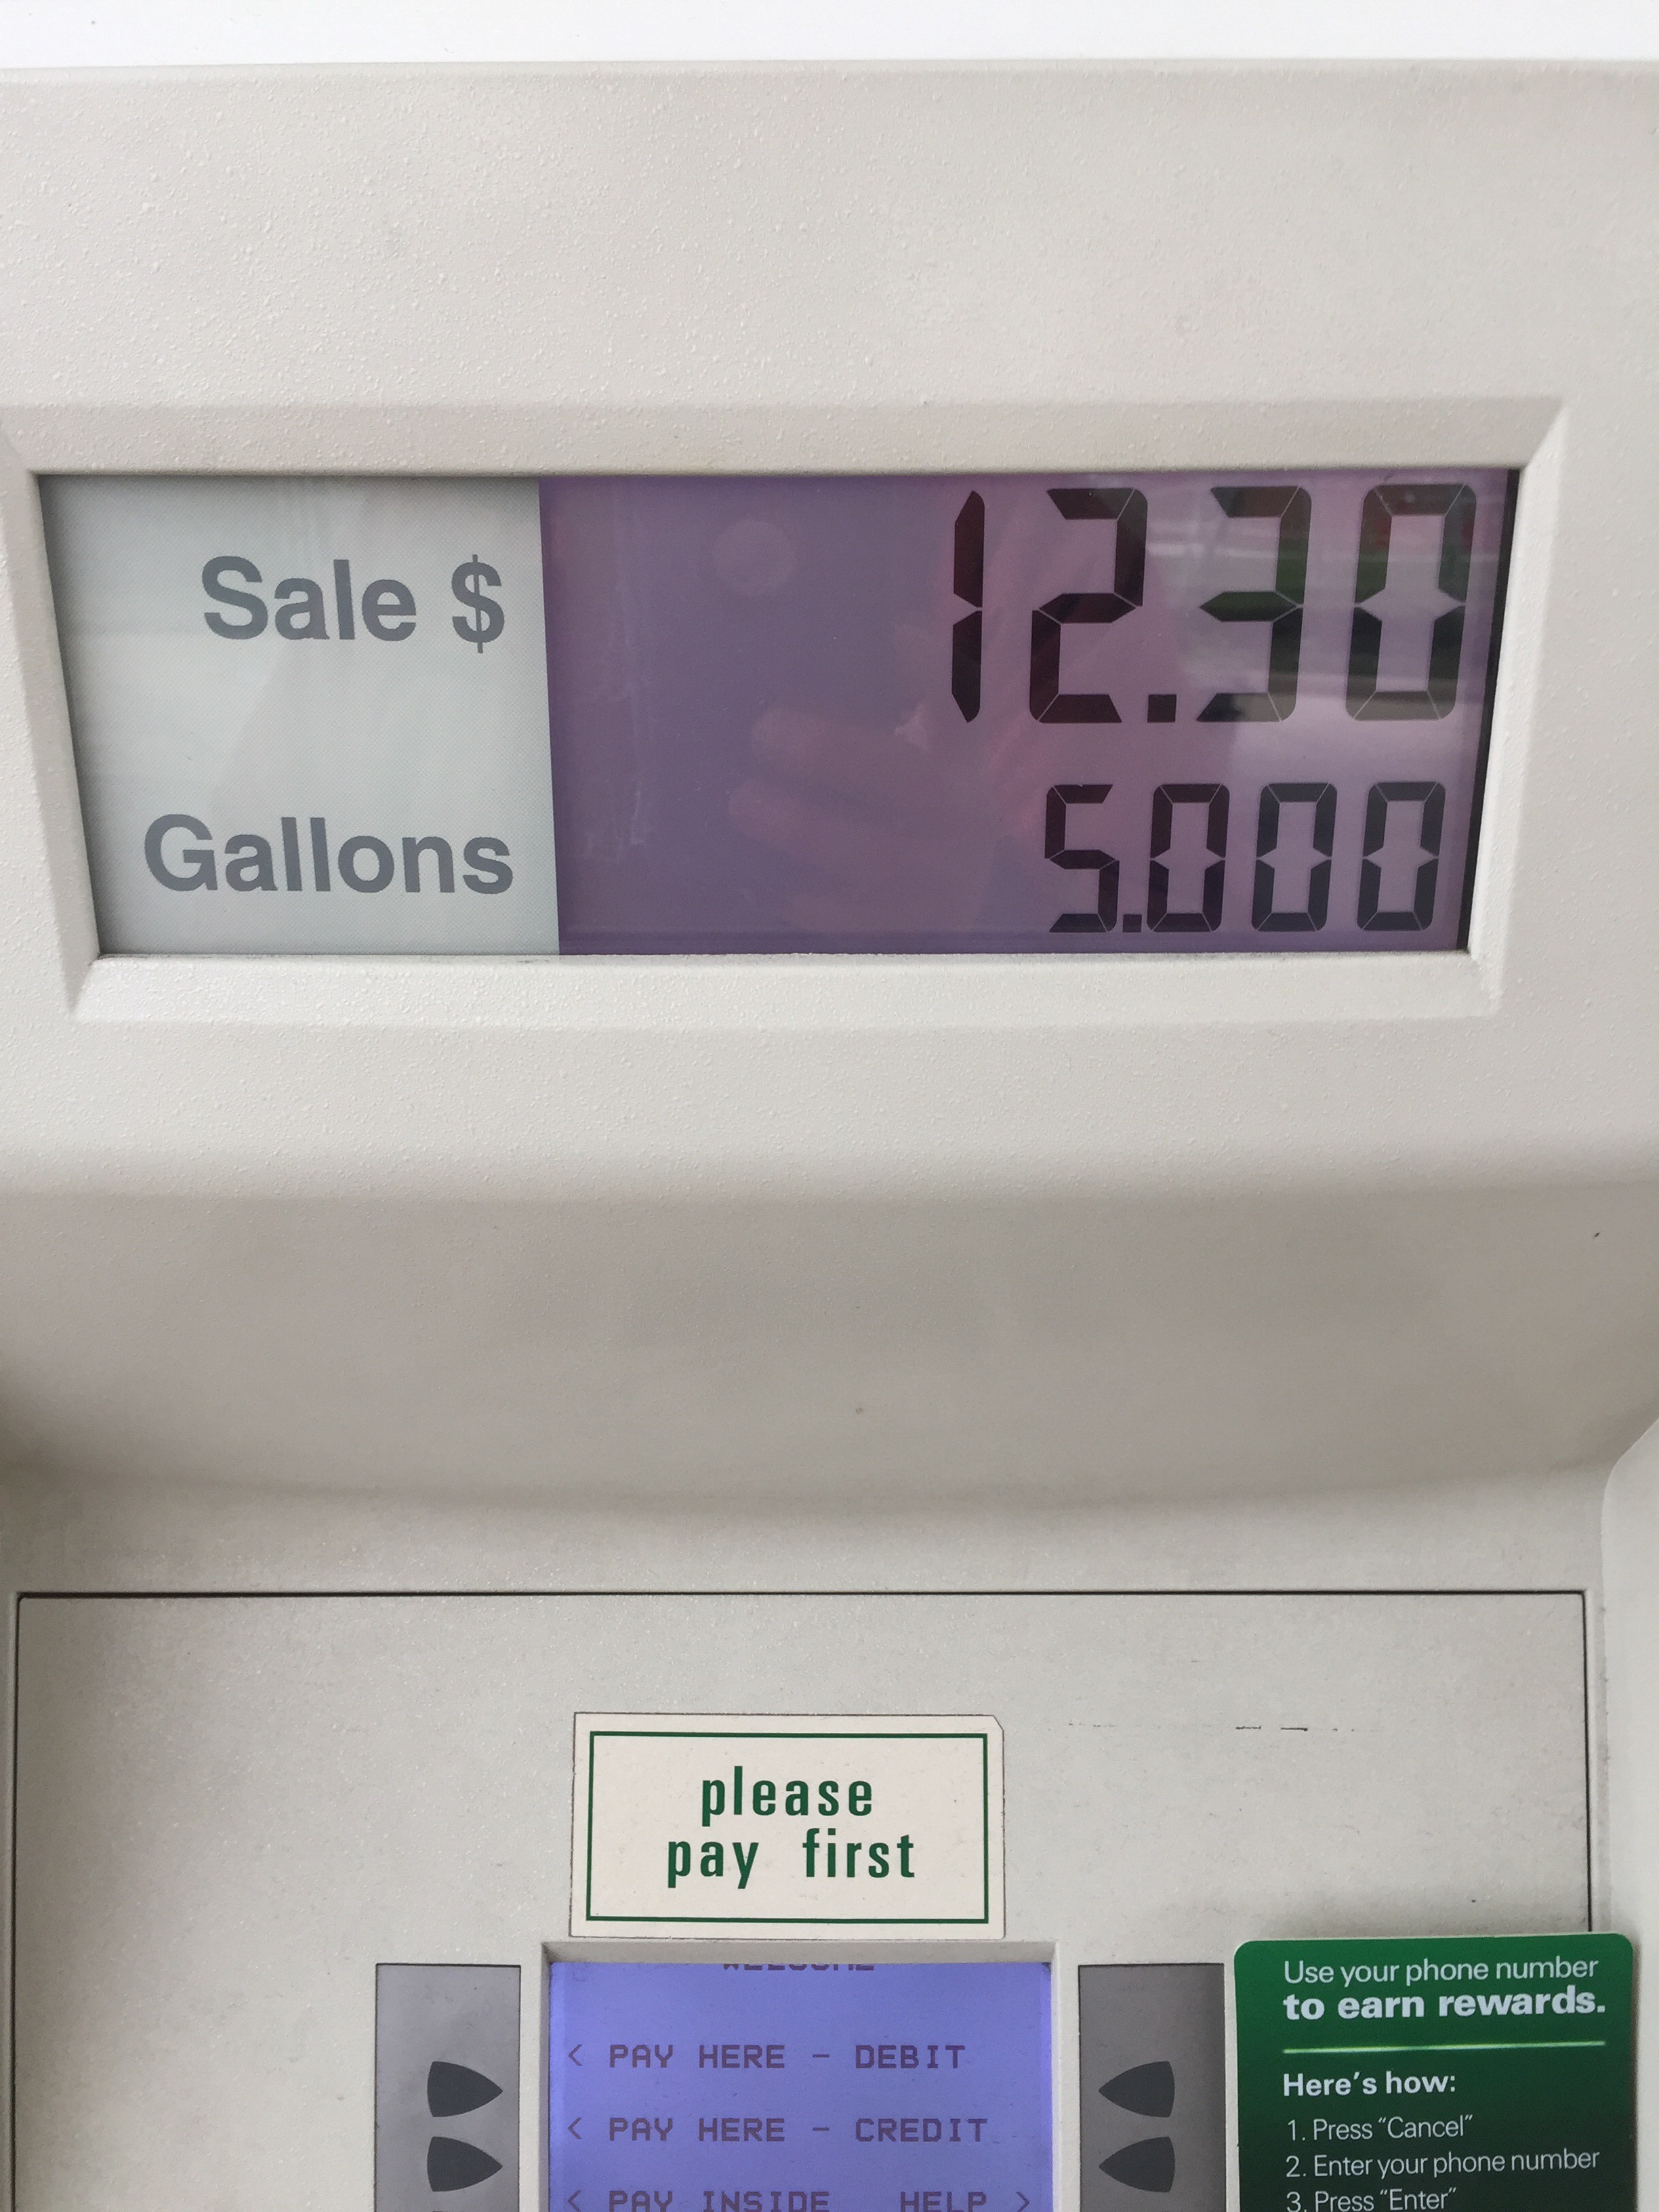 Sale $ 12.30
Gallons 5.000
please
pay first
WELCOME
< PAY HERE - DEBIT
< PAY HERE - CREDIT
< PAY INSIDE HELP >
Use your phone number
to earn rewards.
Here's how:
1. Press "Cancel"
2. Enter your phone number
3. Press "Enter"